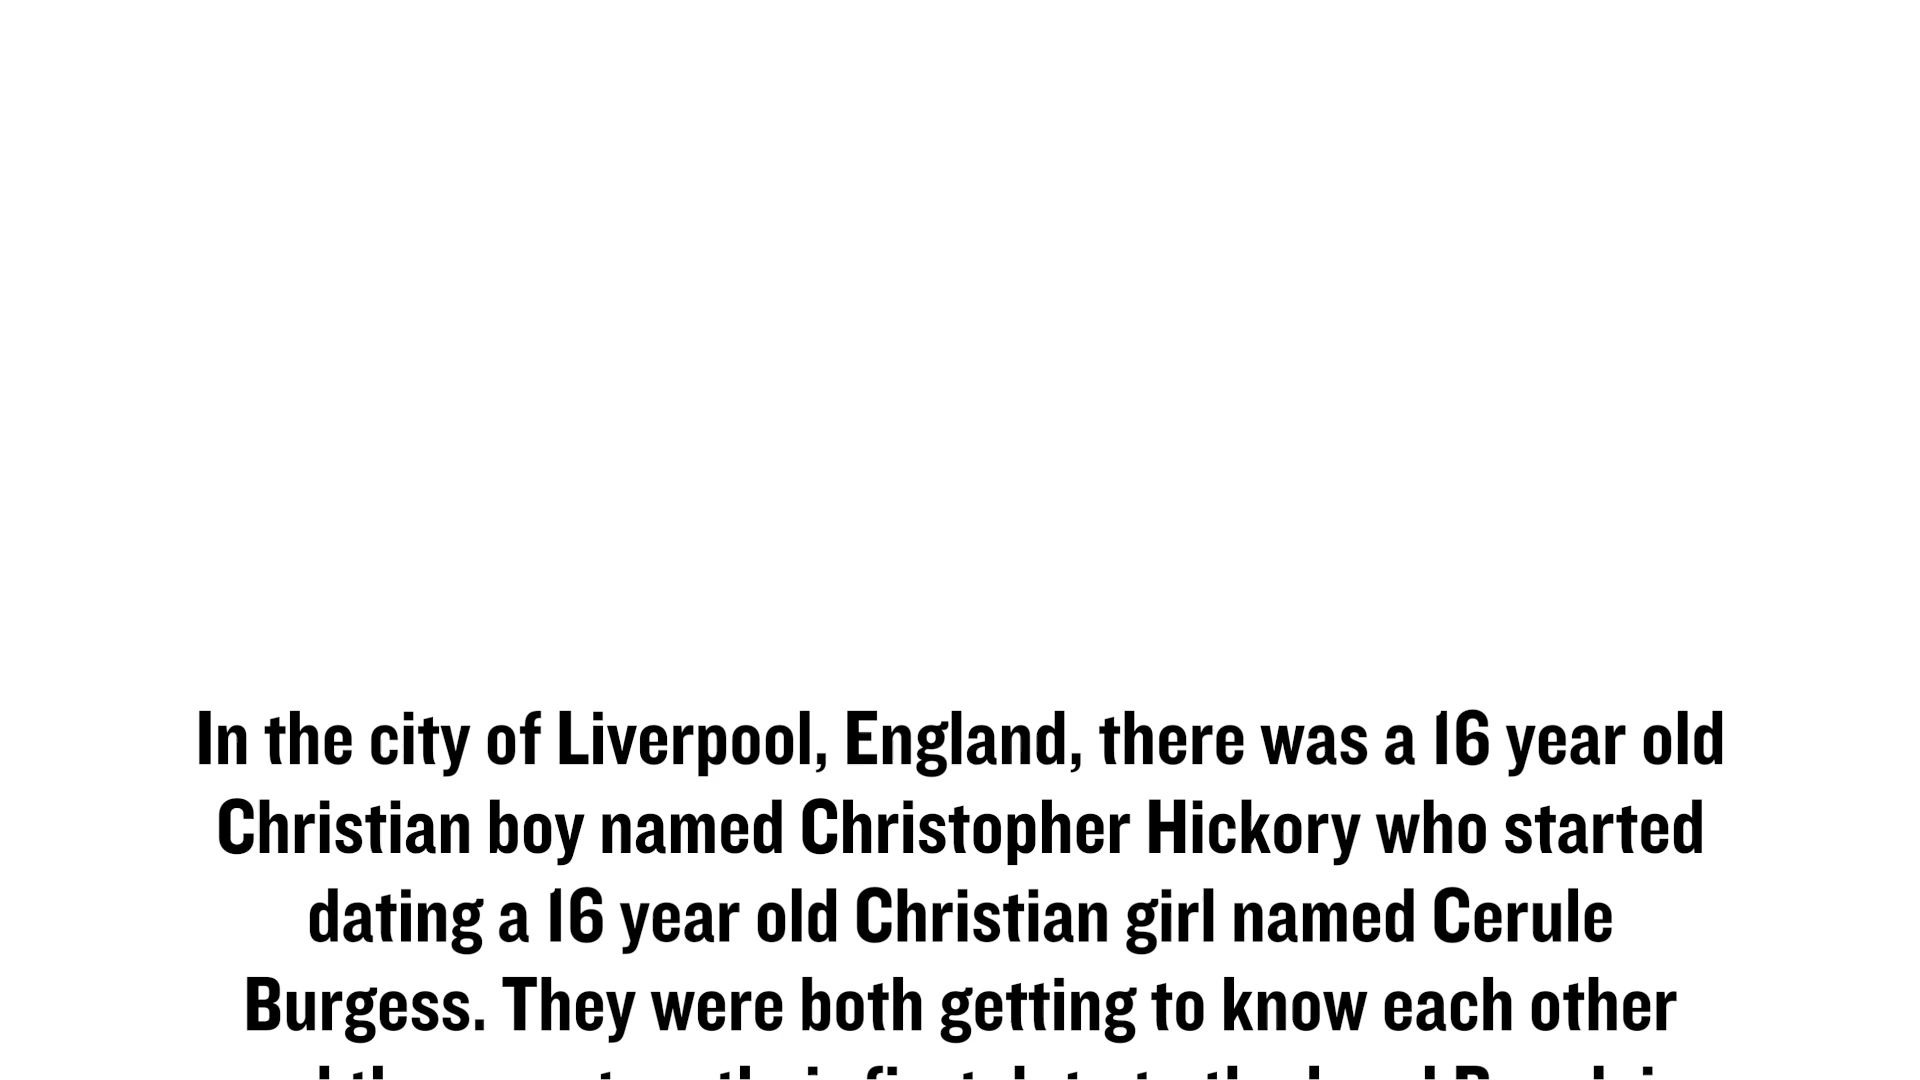 In the city of Liverpool, England, there was a 16 year old
Christian boy named Christopher Hickory who started
dating a 16 year old Christian girl named Cerule
Burgess. They were both getting to know each other